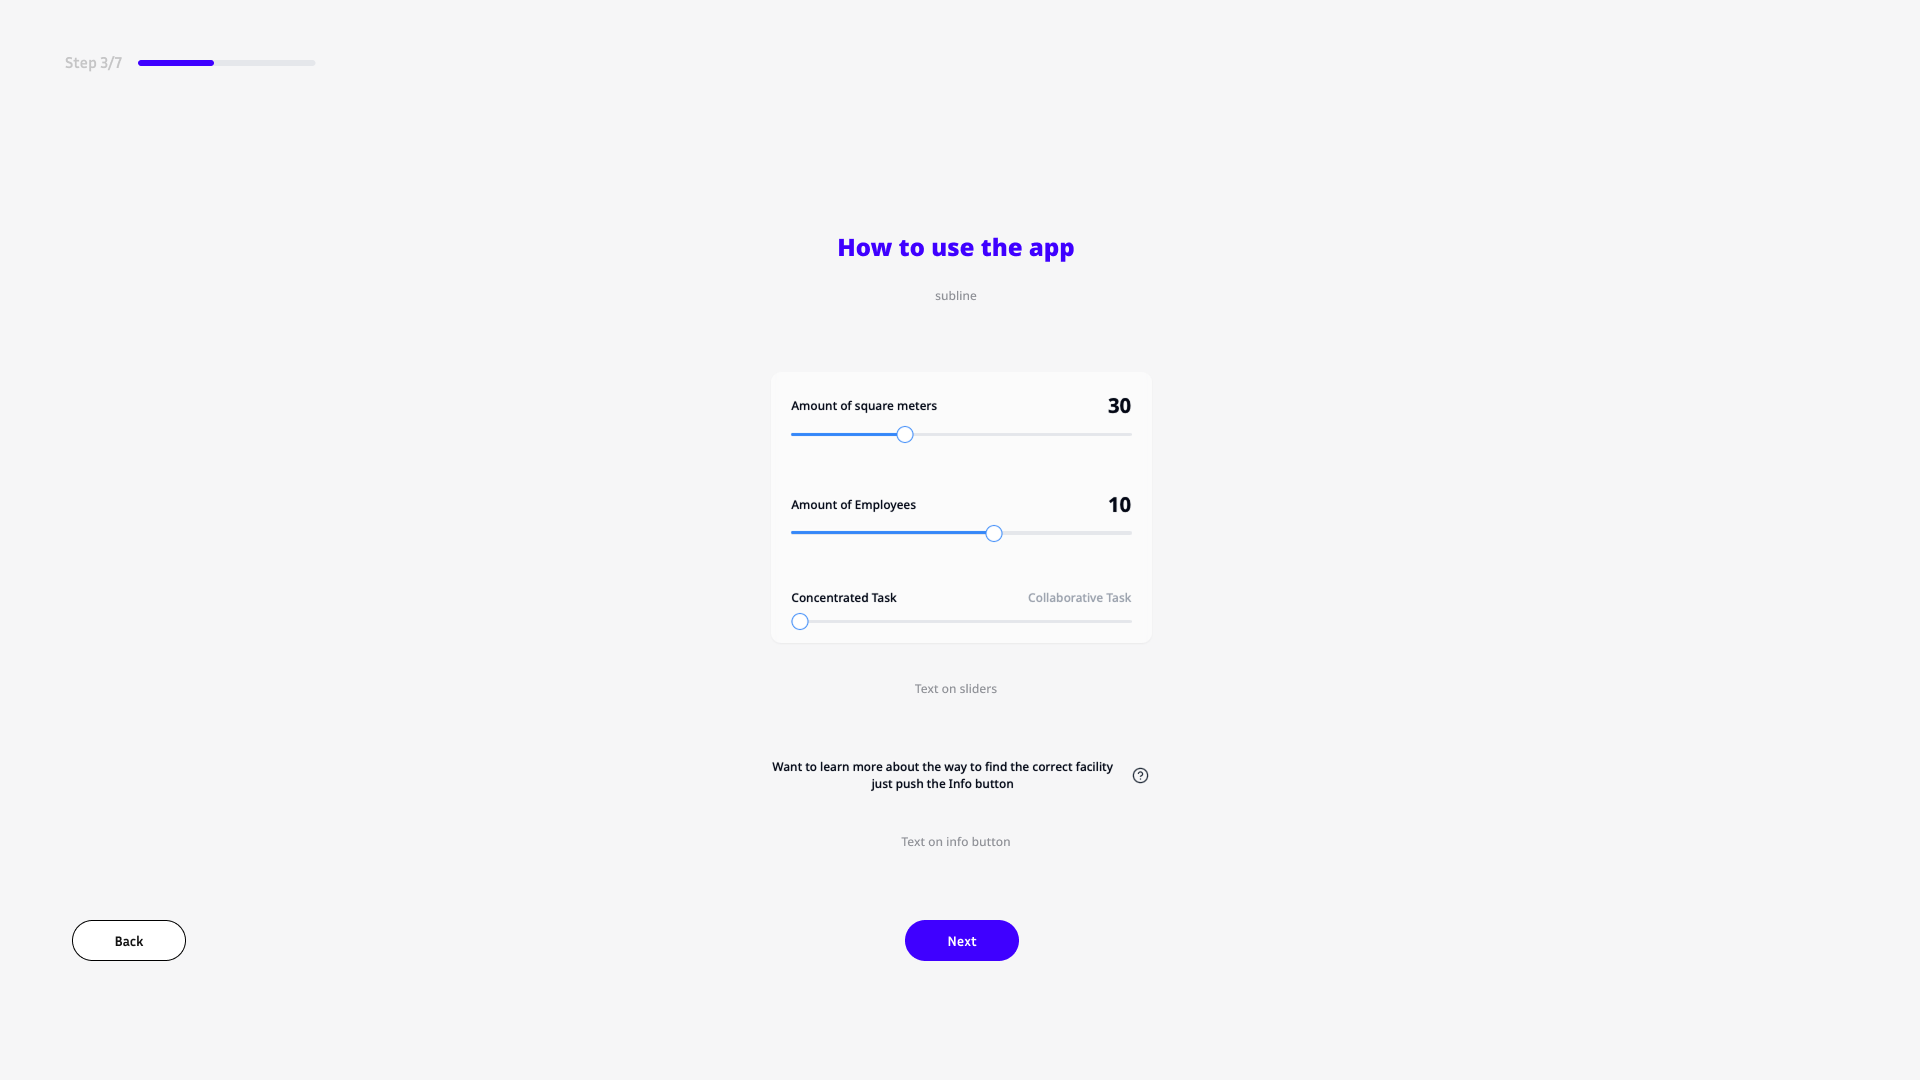 Step 3/7
How to use the app
subline
Amount of square meters 30
Amount of Employees 10
Concentrated Task Collaborative Task
Text on sliders
Want to learn more about the way to find the correct facility
just push the Info button
?
Text on info button
Back
Next